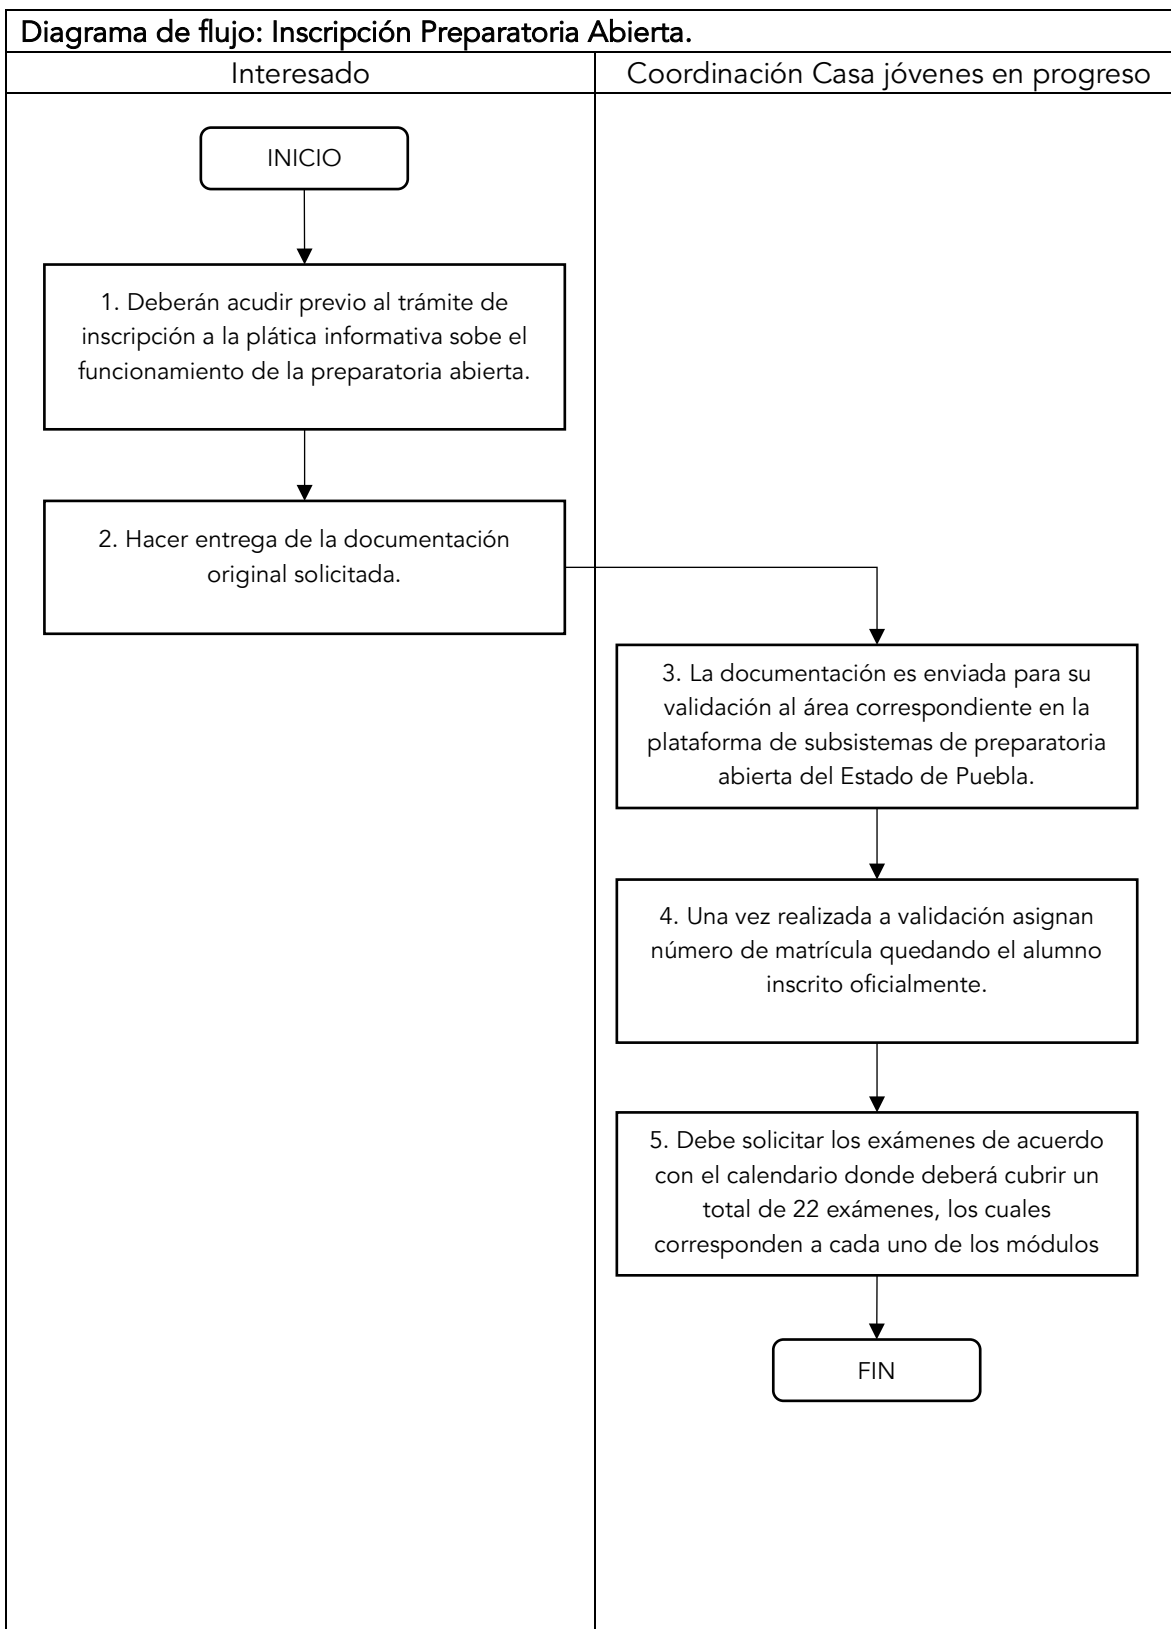 Diagrama de flujo: Inscripción Preparatoria Abierta.
Interesado
Coordinación Casa jóvenes en progreso
INICIO
1. Deberán acudir previo al trámite de
inscripción a la plática informativa sobe el
funcionamiento de la preparatoria abierta.
2. Hacer entrega de la documentación
original solicitada.
3. La documentación es enviada para su
validación al área correspondiente en la
plataforma de subsistemas de preparatoria
abierta del Estado de Puebla.
4. Una vez realizada a validación asignan
número de matrícula quedando el alumno
inscrito oficialmente.
5. Debe solicitar los exámenes de acuerdo
con el calendario donde deberá cubrir un
total de 22 exámenes, los cuales
corresponden a cada uno de los módulos
FIN